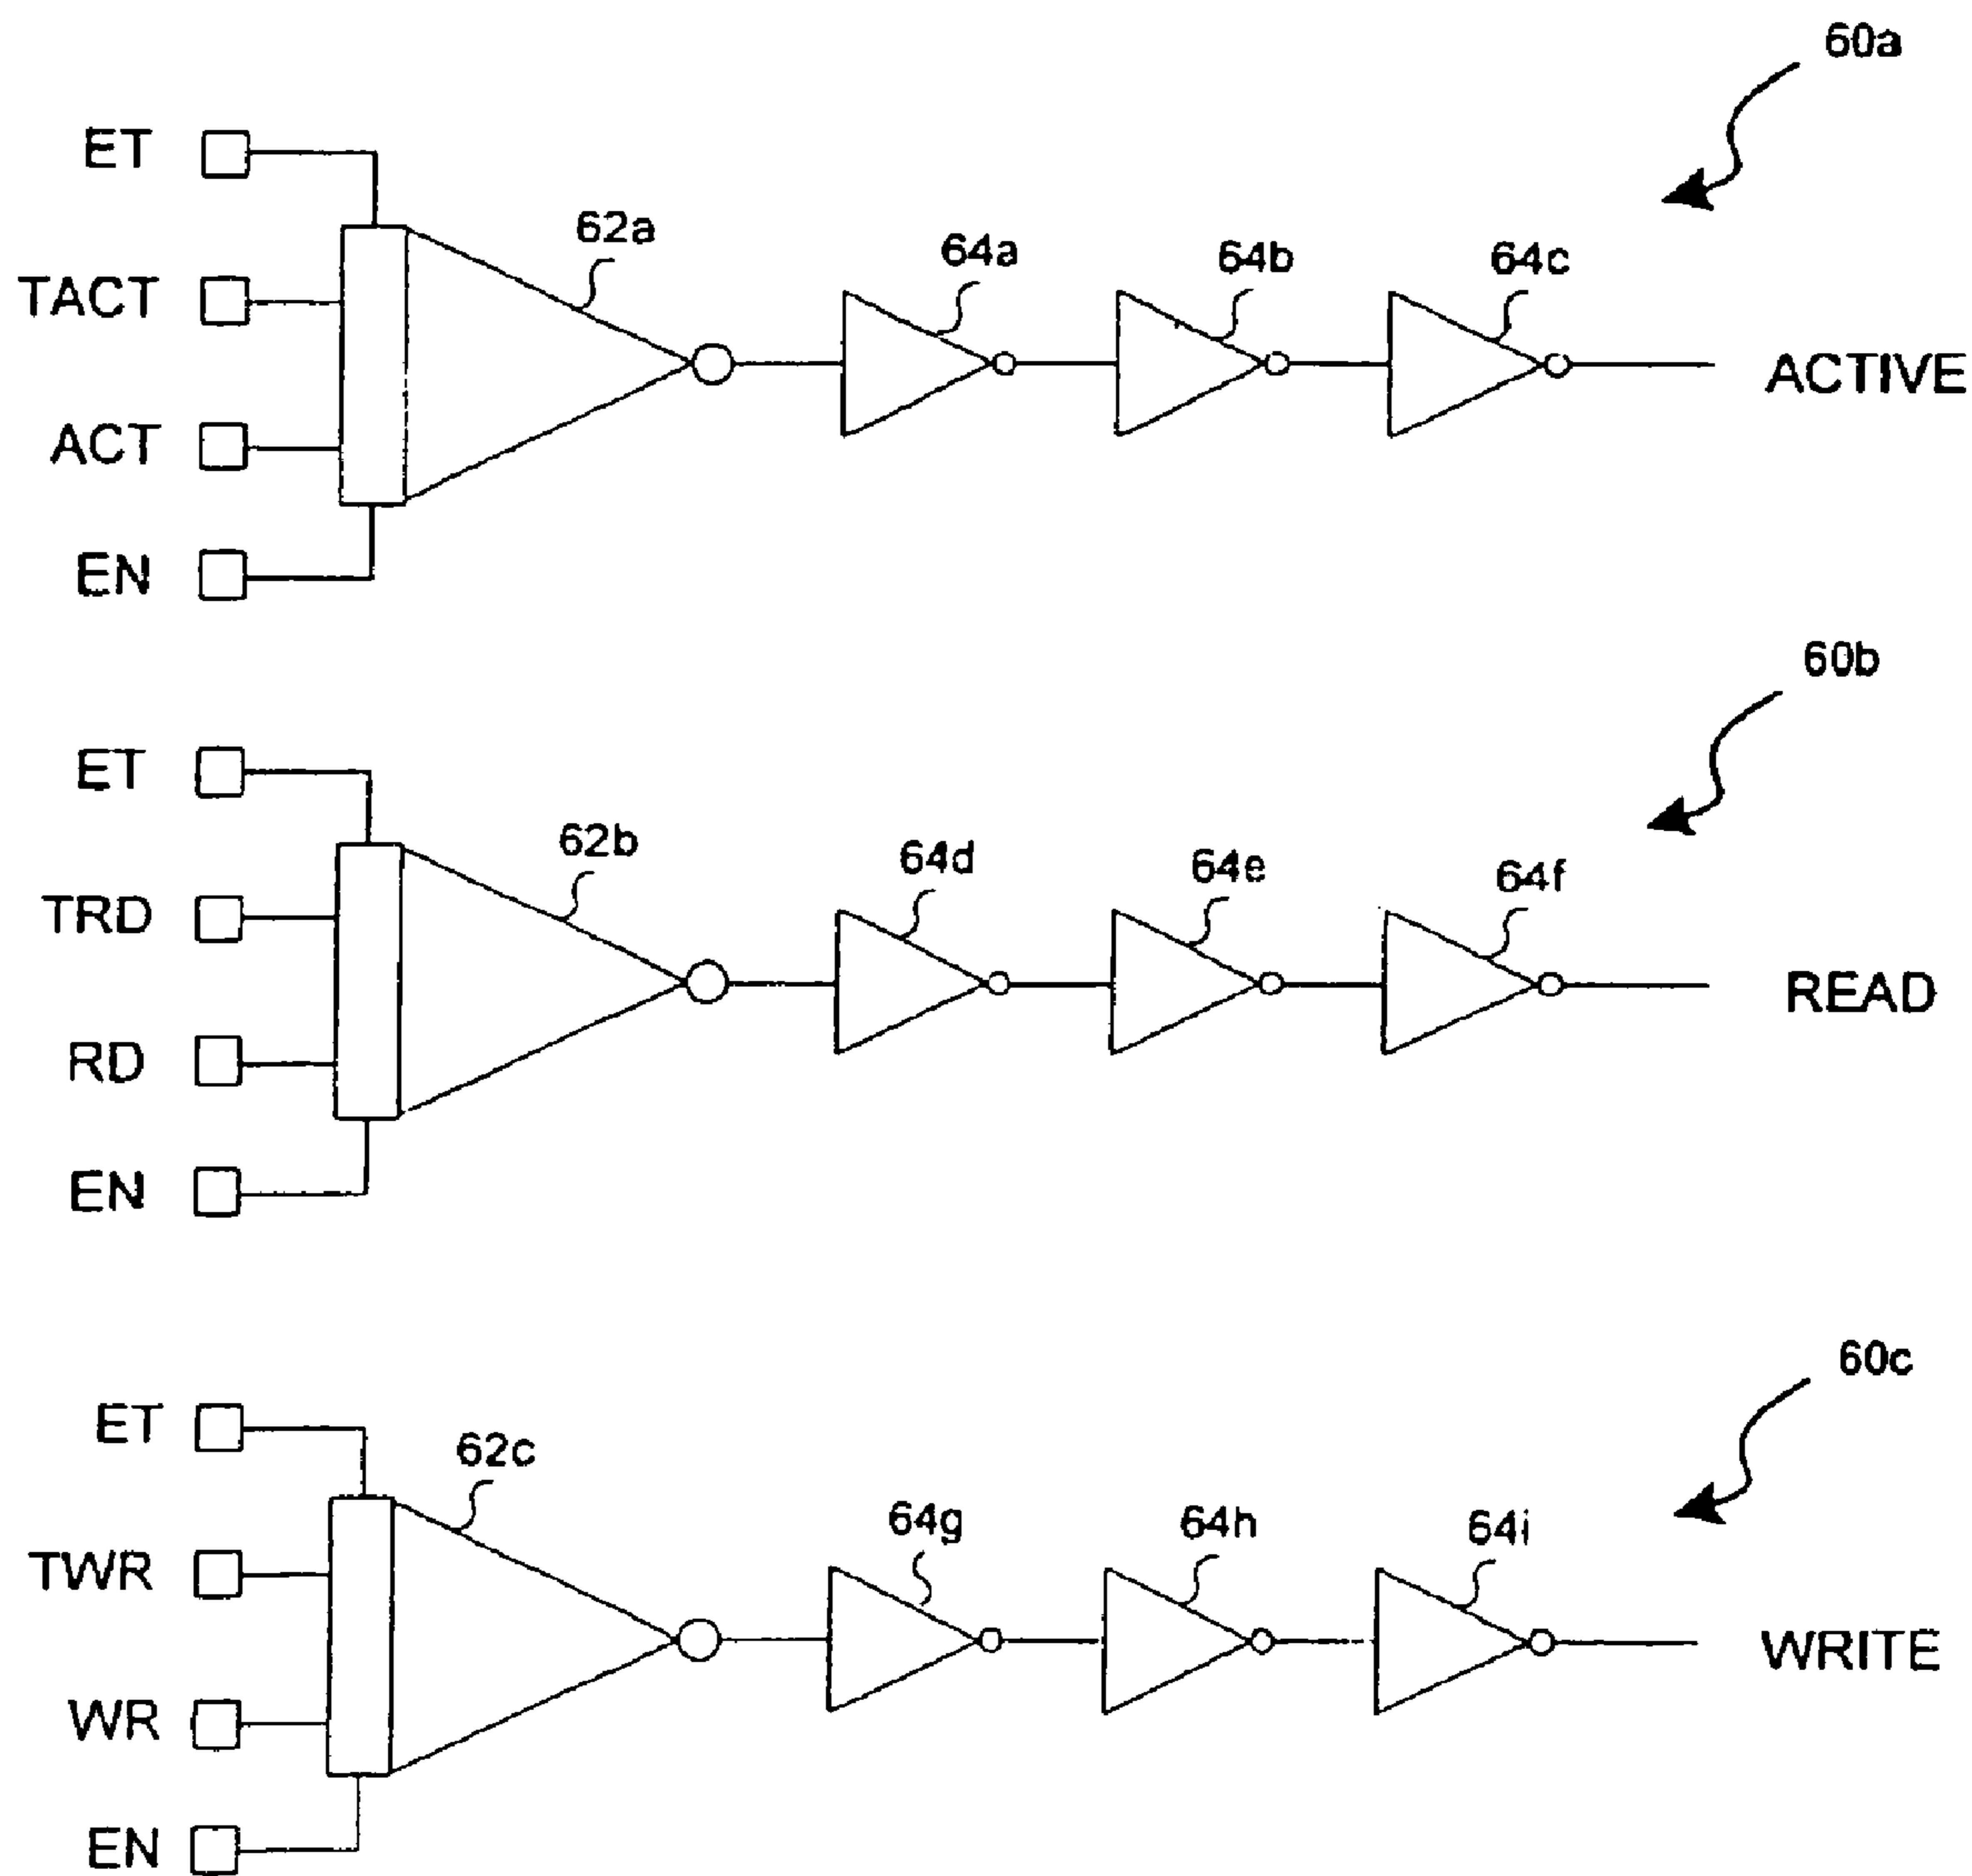 60a
ET
62a
64a
64b
64c
TACT
ACTIVE
ACT
EN
60b
ET
62b
64d
64e
64f
TRD
READ
RD
EN
60c
ET
62c
64g
64h
64i
TWR
WRITE
WR
EN